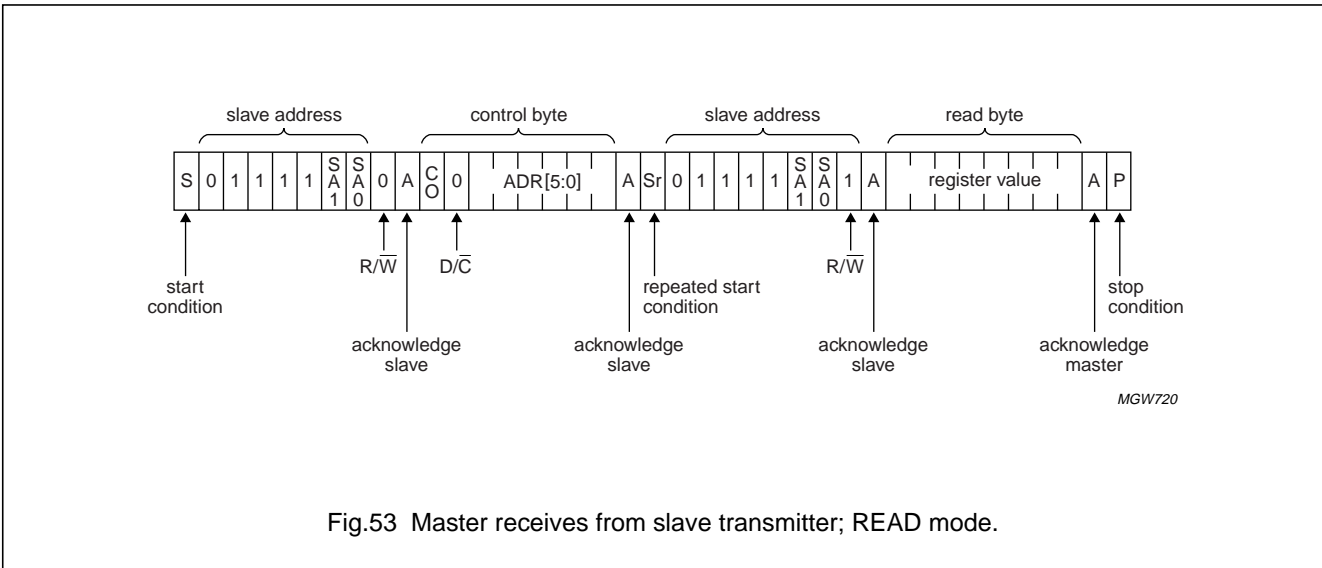 slave address control byte slave address read byte
S 0 1 1 1 1 SA1 SA0 0 A CO 0 ADR[5:0] A Sr 0 1 1 1 1 SA1 SA0 1 A register value A P
R/W̅ D/C̅ R/W̅
start condition
repeated start condition
stop condition
acknowledge slave
acknowledge slave
acknowledge slave
acknowledge master
MGW720
Fig.53 Master receives from slave transmitter; READ mode.